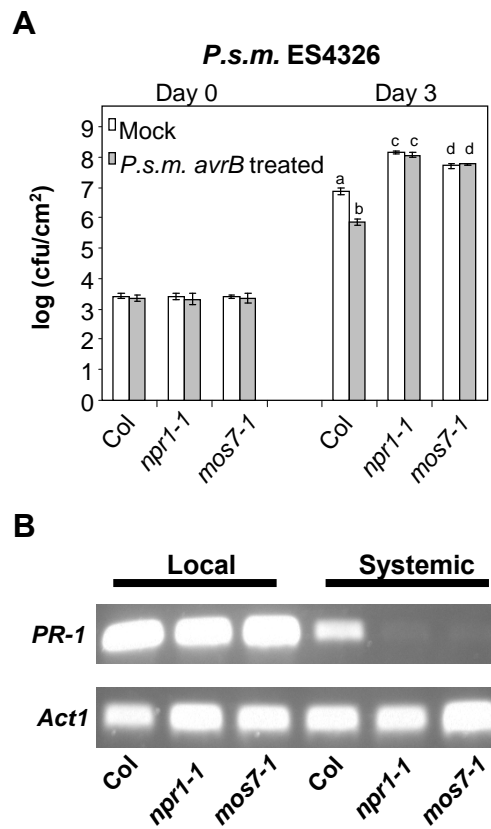 A
P.s.m. ES4326
Day 0 Day 3
Mock
P.s.m. avrB treated
log (cfu/cm²)
9
8
7
6
5
4
3
2
1
0
a b c c d d
Col npr1-1 mos7-1 Col npr1-1 mos7-1
B
Local Systemic
PR-1
Act1
Col npr1-1 mos7-1 Col npr1-1 mos7-1